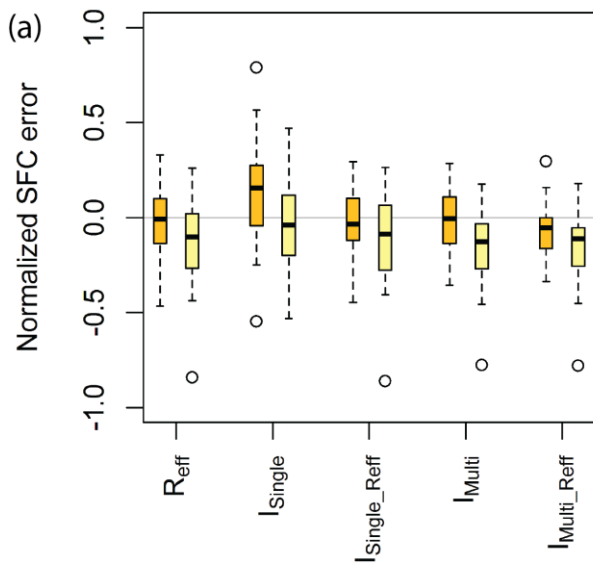 (a)
Normalized SFC error
1.0
0.5
0.0
-0.5
-1.0
Reff
ISingle
ISingle_Reff
IMulti
IMulti_Reff